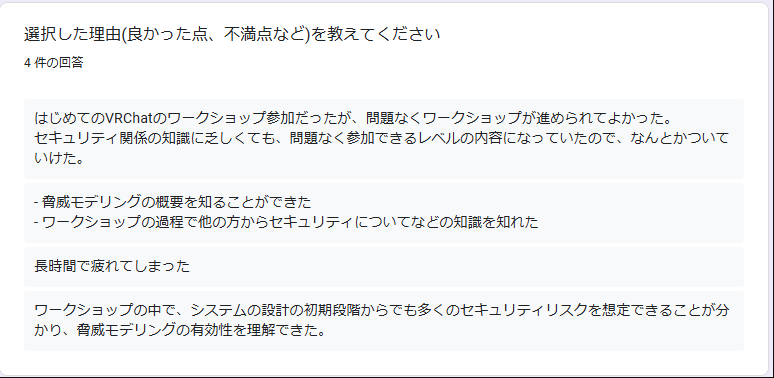 選択した理由(良かった点、不満点など)を教えてください
4 件の回答
はじめてのVRChatのワークショップ参加だったが、問題なくワークショップが進められてよかった。
セキュリティ関係の知識に乏しくても、問題なく参加できるレベルの内容になっていたので、なんとかついて
いけた。
- 脅威モデリングの概要を知ることができた
- ワークショップの過程で他の方からセキュリティについてなどの知識を知れた
長時間で疲れてしまった
ワークショップの中で、システムの設計の初期段階からでも多くのセキュリティリスクを想定できることが分
かり、脅威モデリングの有効性を理解できた。